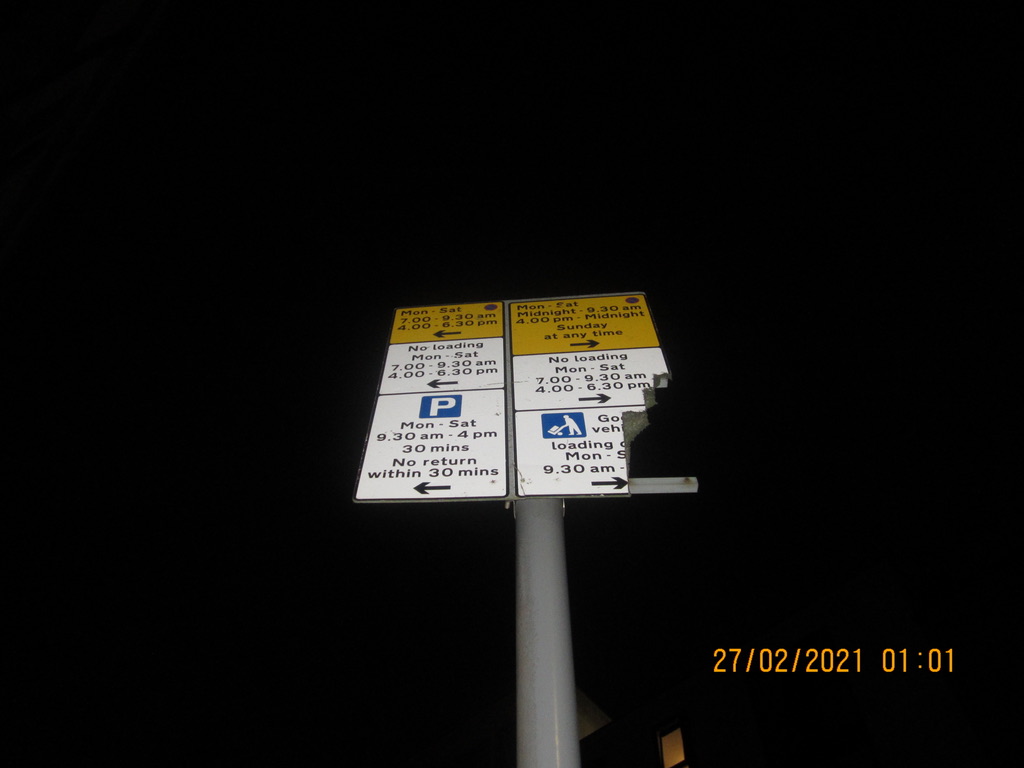 Mon - Sat
7.00 - 9.30 am
4.00 - 6.30 pm
No loading
Mon - Sat
7.00 - 9.30 am
4.00 - 6.30 pm
P
Mon - Sat
9.30 am - 4 pm
30 mins
No return
within 30 mins
Mon - Sat
Midnight - 9.30 am
4.00 pm - Midnight
Sunday
at any time
No loading
Mon - Sat
7.00 - 9.30 am
4.00 - 6.30 pm
Go
veh
loading
Mon - S
9.30 am -
27/02/2021 01:01